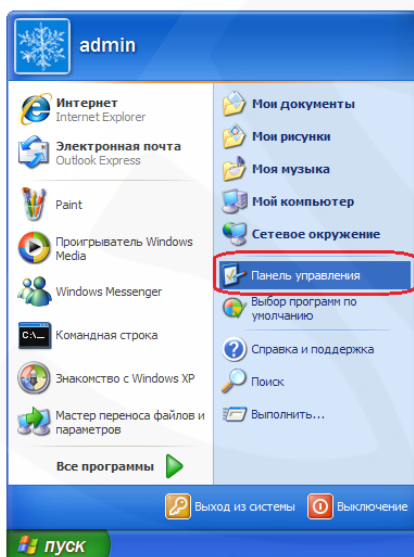 admin
Интернет
Internet Explorer
Электронная почта
Outlook Express
Paint
Проигрыватель Windows
Media
Windows Messenger
C:\_
Командная строка
Знакомство с Windows XP
Мастер переноса файлов и
параметров
Все программы
Мои документы
Мои рисунки
Моя музыка
Мой компьютер
Сетевое окружение
Панель управления
Выбор программ по
умолчанию
Справка и поддержка
Поиск
Выполнить...
Выход из системы
Выключение
пуск